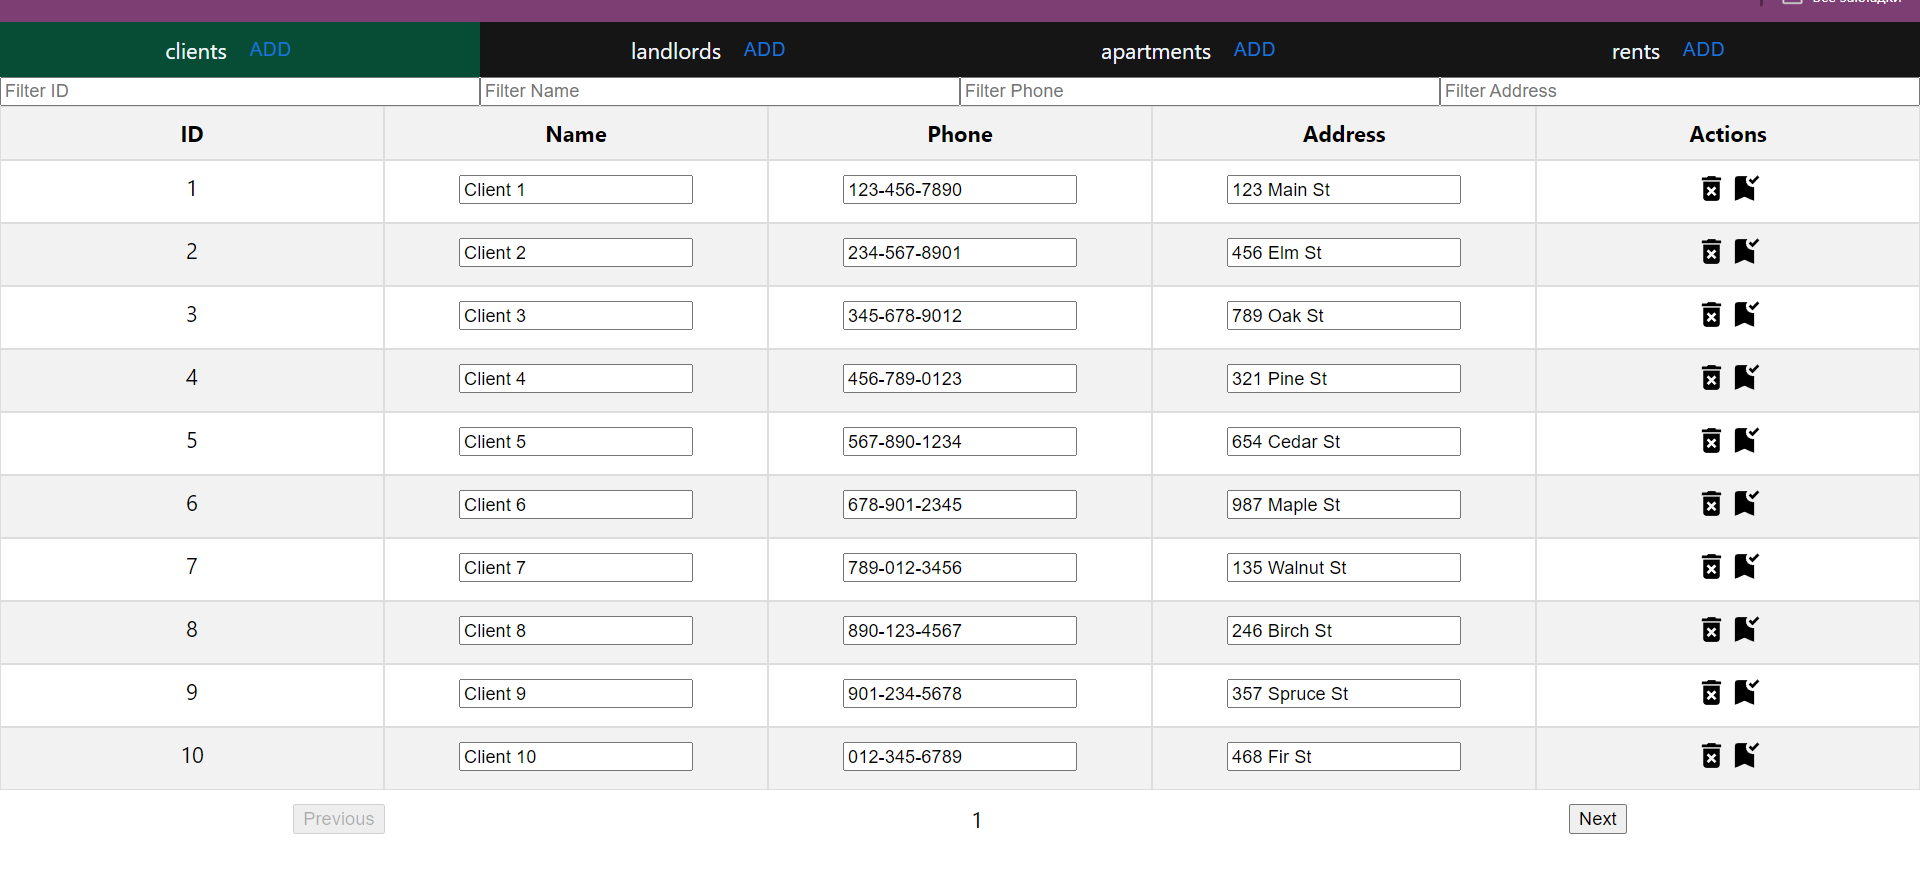 clients ADD landlords ADD apartments ADD rents ADD
Filter ID Filter Name Filter Phone Filter Address
ID Name Phone Address Actions
1 Client 1 123-456-7890 123 Main St
2 Client 2 234-567-8901 456 Elm St
3 Client 3 345-678-9012 789 Oak St
4 Client 4 456-789-0123 321 Pine St
5 Client 5 567-890-1234 654 Cedar St
6 Client 6 678-901-2345 987 Maple St
7 Client 7 789-012-3456 135 Walnut St
8 Client 8 890-123-4567 246 Birch St
9 Client 9 901-234-5678 357 Spruce St
10 Client 10 012-345-6789 468 Fir St
Previous 1 Next